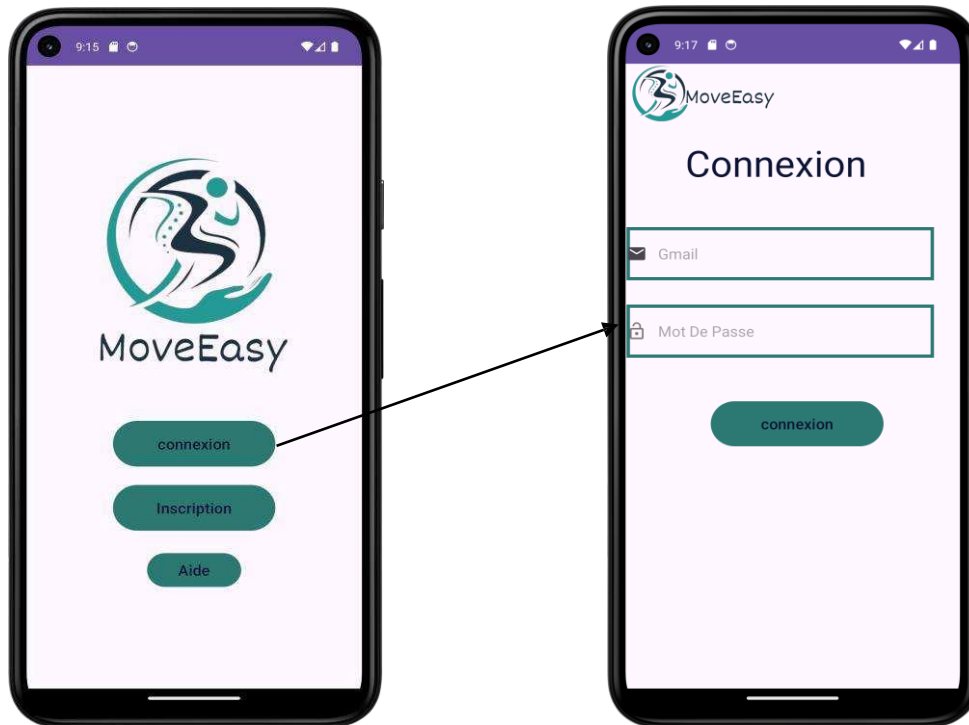 9:15
MoveEasy
connexion
Inscription
Aide
9:17
MoveEasy
Connexion
Gmail
Mot De Passe
connexion